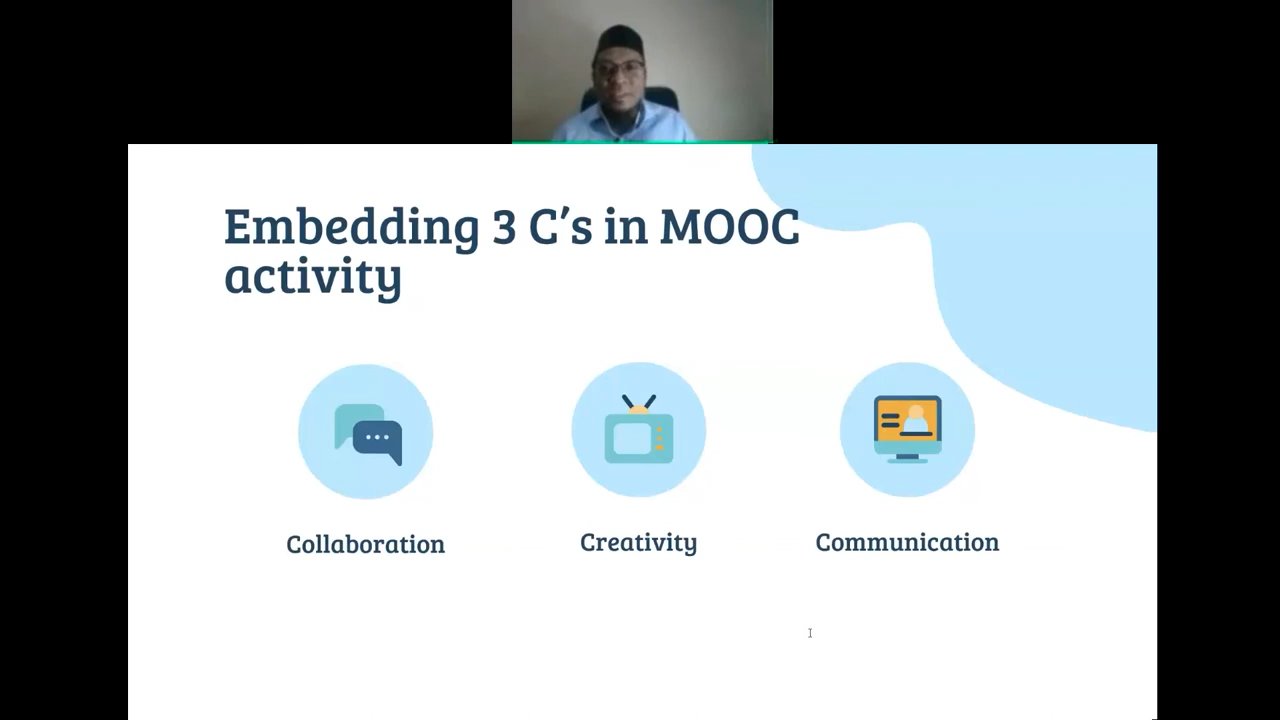 Embedding 3 C's in MOOC
activity
Collaboration
Creativity
Communication